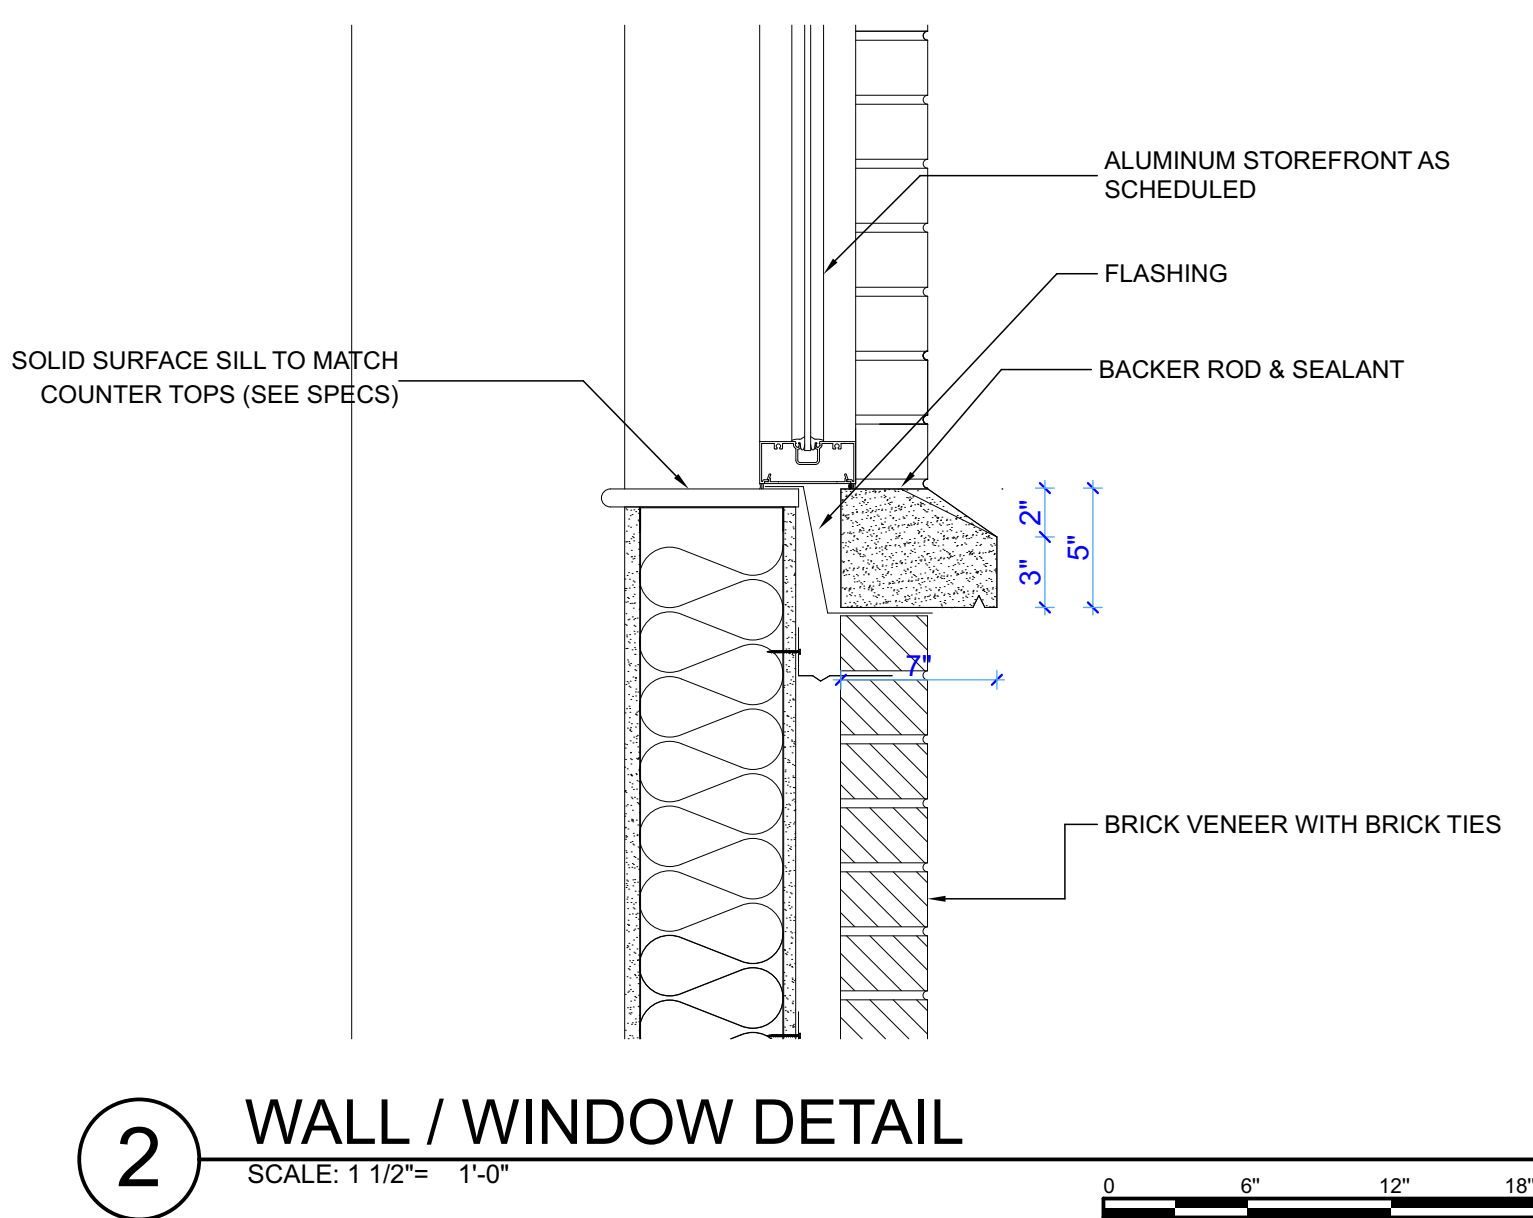 ALUMINUM STOREFRONT AS
SCHEDULED
FLASHING
SOLID SURFACE SILL TO MATCH
COUNTER TOPS (SEE SPECS)
BACKER ROD & SEALANT
2"
3"
5"
7"
BRICK VENEER WITH BRICK TIES
2
WALL / WINDOW DETAIL
SCALE: 1 1/2"= 1'-0"
0 6" 12" 18"